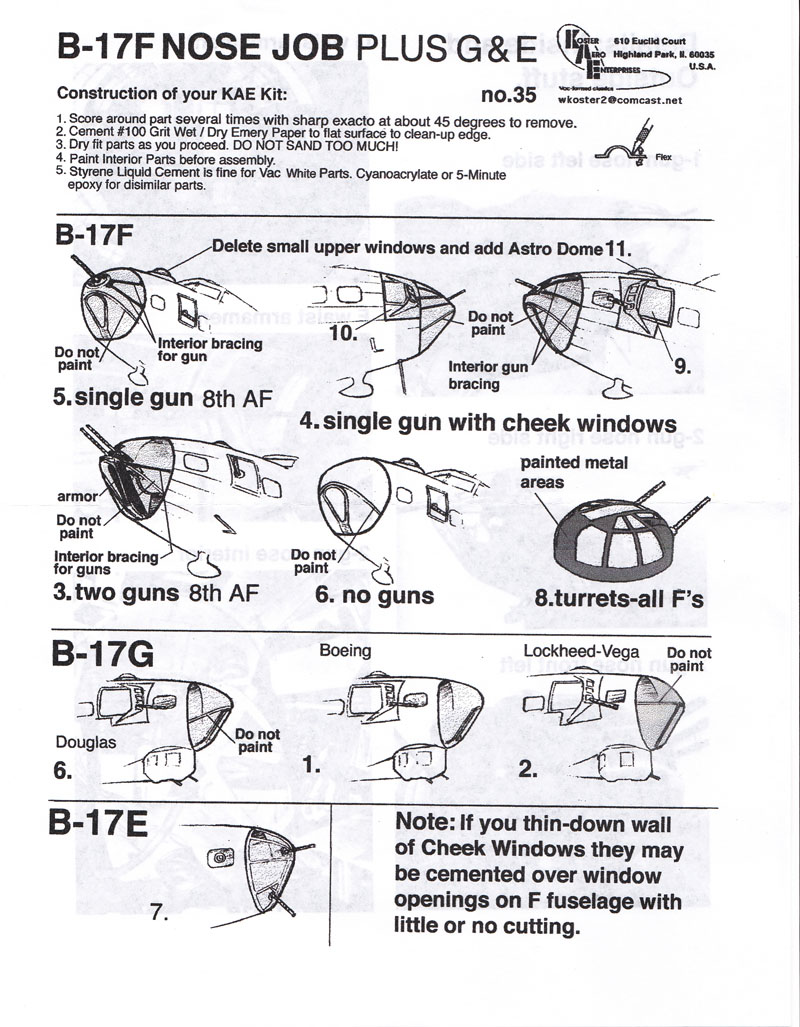 B-17F NOSE JOB PLUS G&E
KOSTER
AERO
ENTERPRISES
Vac-formed classics
610 Euclid Court
Highland Park, Il. 60035
U.S.A.
wkoster2@comcast.net
Construction of your KAE Kit:
no.35
1. Score around part several times with sharp exacto at about 45 degrees to remove.
2. Cement #100 Grit Wet / Dry Emery Paper to flat surface to clean-up edge.
3. Dry fit parts as you proceed. DO NOT SAND TOO MUCH!
4. Paint Interior Parts before assembly.
5. Styrene Liquid Cement is fine for Vac White Parts. Cyanoacrylate or 5-Minute
epoxy for disimilar parts.
Flex
B-17F
Delete small upper windows and add Astro Dome 11.
Do not
paint
Interior bracing
for gun
5. single gun 8th AF
10.
Do not
paint
Interior gun
bracing
9.
4. single gun with cheek windows
armor
Do not
paint
Interior bracing
for guns
3. two guns 8th AF
Do not
paint
6. no guns
painted metal
areas
8. turrets-all F's
B-17G
Douglas
6.
Do not
paint
Boeing
1.
Lockheed-Vega
Do not
paint
2.
B-17E
7.
Note: If you thin-down wall
of Cheek Windows they may
be cemented over window
openings on F fuselage with
little or no cutting.